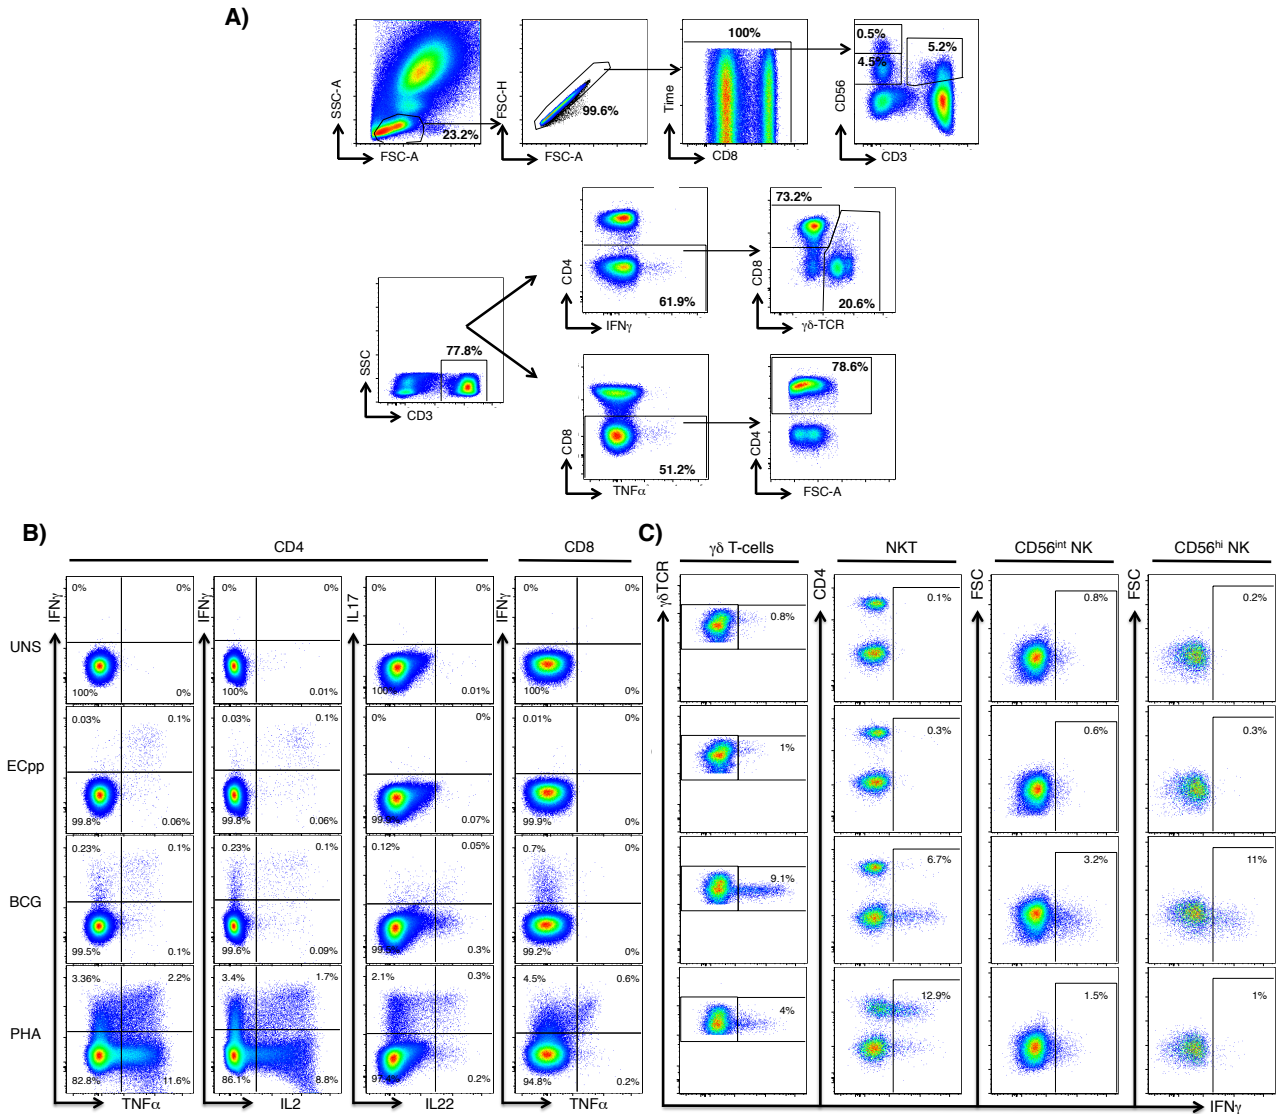 A)
SSC-A
23.2%
FSC-A
FSC-H
99.6%
FSC-A
100%
Time
CD8
0.5%
4.5%
5.2%
CD56
CD3
SSC
77.8%
CD3
CD4
61.9%
IFNγ
73.2%
CD8
20.6%
γδ-TCR
CD8
51.2%
TNFα
78.6%
CD4
FSC-A
B)
CD4 CD8
UNS
IFNγ
0% 0%
100% 0%
IFNγ
0% 0%
100% 0.01%
IL17
0% 0%
100% 0.01%
IFNγ
0% 0%
100% 0%
ECpp
0.03% 0.1%
99.8% 0.06%
0.03% 0.1%
99.8% 0.06%
0% 0%
0.07%
0.01% 0%
99.9% 0%
BCG
0.23% 0.1%
99.5% 0.1%
0.23% 0.1%
99.6% 0.09%
0.12% 0.05%
0.3%
0.7% 0%
99.2% 0%
PHA
3.36% 2.2%
82.8% 11.6%
3.4% 1.7%
86.1% 8.8%
2.1% 0.3%
0.2%
4.5% 0.6%
94.8% 0.2%
TNFα IL2 IL22 TNFα
C)
γδ T-cells NKT CD56int NK CD56hi NK
γδTCR CD4 FSC FSC
0.8% 0.1% 0.8% 0.2%
1% 0.3% 0.6% 0.3%
9.1% 6.7% 3.2% 11%
4% 12.9% 1.5% 1%
IFNγ